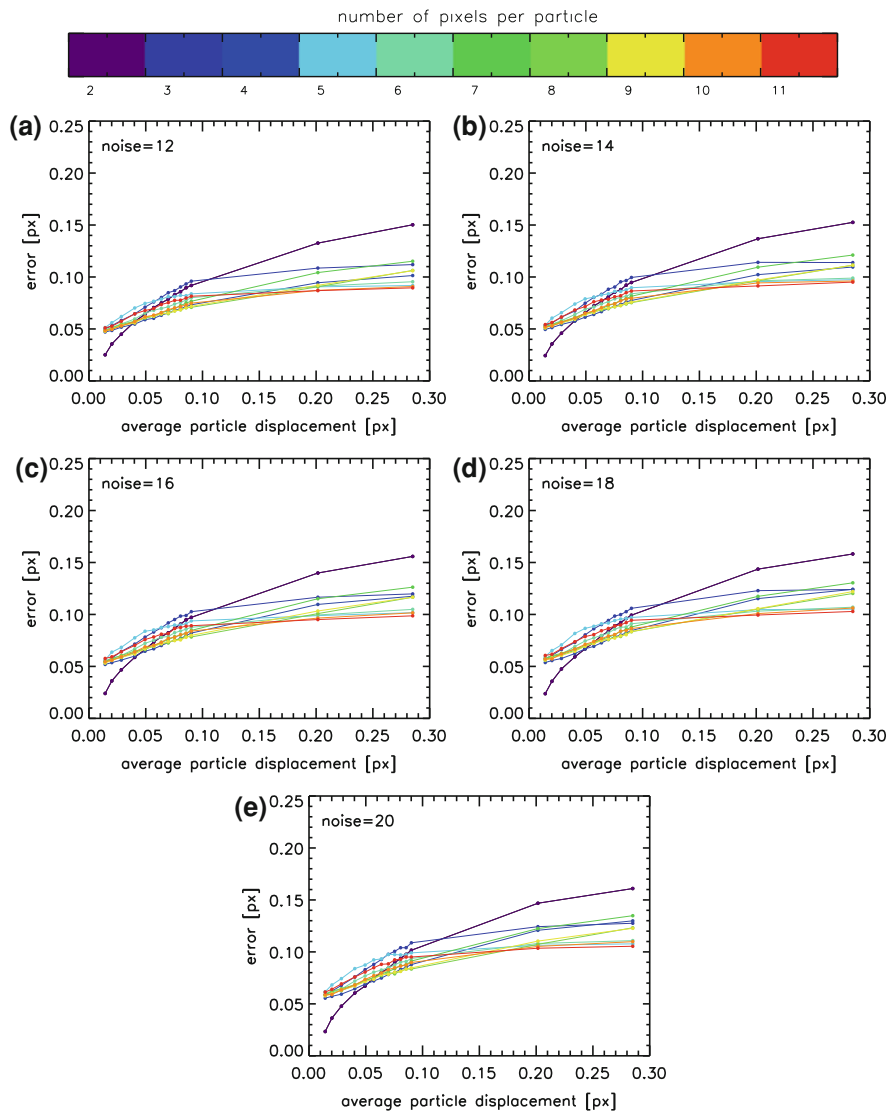 number of pixels per particle
2 3 4 5 6 7 8 9 10 11
(a) (b)
0.25 0.25
noise=12 noise=14
0.20 0.20
0.15 0.15
error [px] error [px]
0.10 0.10
0.05 0.05
0.00 0.00
0.00 0.05 0.10 0.15 0.20 0.25 0.30 0.00 0.05 0.10 0.15 0.20 0.25 0.30
average particle displacement [px] average particle displacement [px]
(c) (d)
0.25 0.25
noise=16 noise=18
0.20 0.20
0.15 0.15
error [px] error [px]
0.10 0.10
0.05 0.05
0.00 0.00
0.00 0.05 0.10 0.15 0.20 0.25 0.30 0.00 0.05 0.10 0.15 0.20 0.25 0.30
average particle displacement [px] average particle displacement [px]
(e)
0.25
noise=20
0.20
0.15
error [px]
0.10
0.05
0.00
0.00 0.05 0.10 0.15 0.20 0.25 0.30
average particle displacement [px]